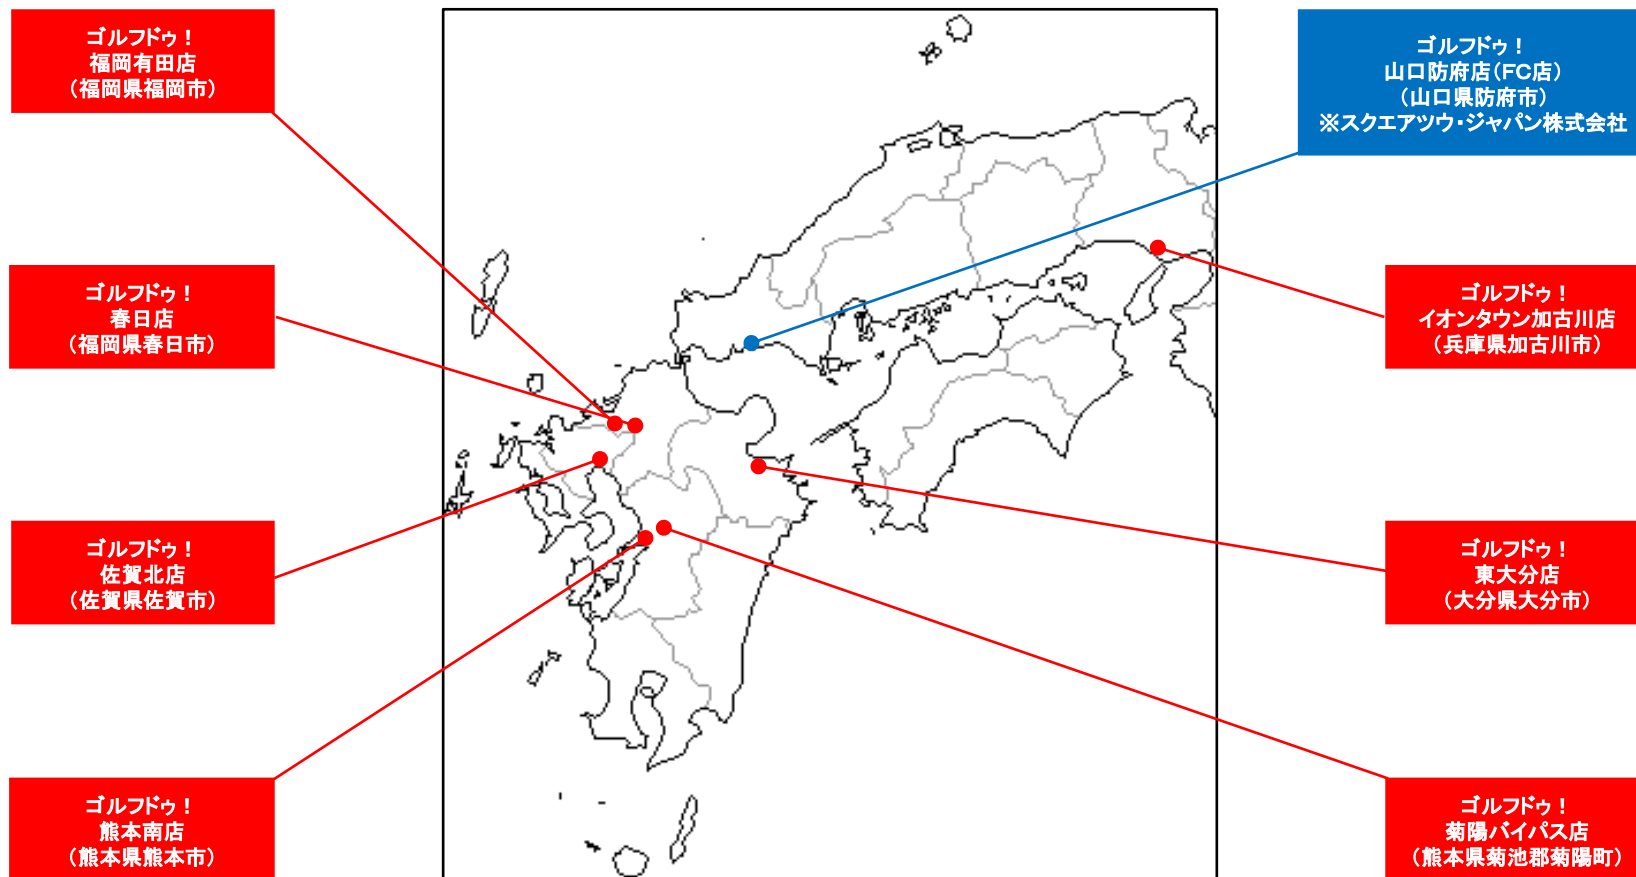 ゴルフドゥ！
福岡有田店
（福岡県福岡市）
ゴルフドゥ！
山口防府店（FC店）
（山口県防府市）
※スクエアツウ・ジャパン株式会社
ゴルフドゥ！
春日店
（福岡県春日市）
ゴルフドゥ！
イオンタウン加古川店
（兵庫県加古川市）
ゴルフドゥ！
佐賀北店
（佐賀県佐賀市）
ゴルフドゥ！
東大分店
（大分県大分市）
ゴルフドゥ！
熊本南店
（熊本県熊本市）
ゴルフドゥ！
菊陽バイパス店
（熊本県菊池郡菊陽町）